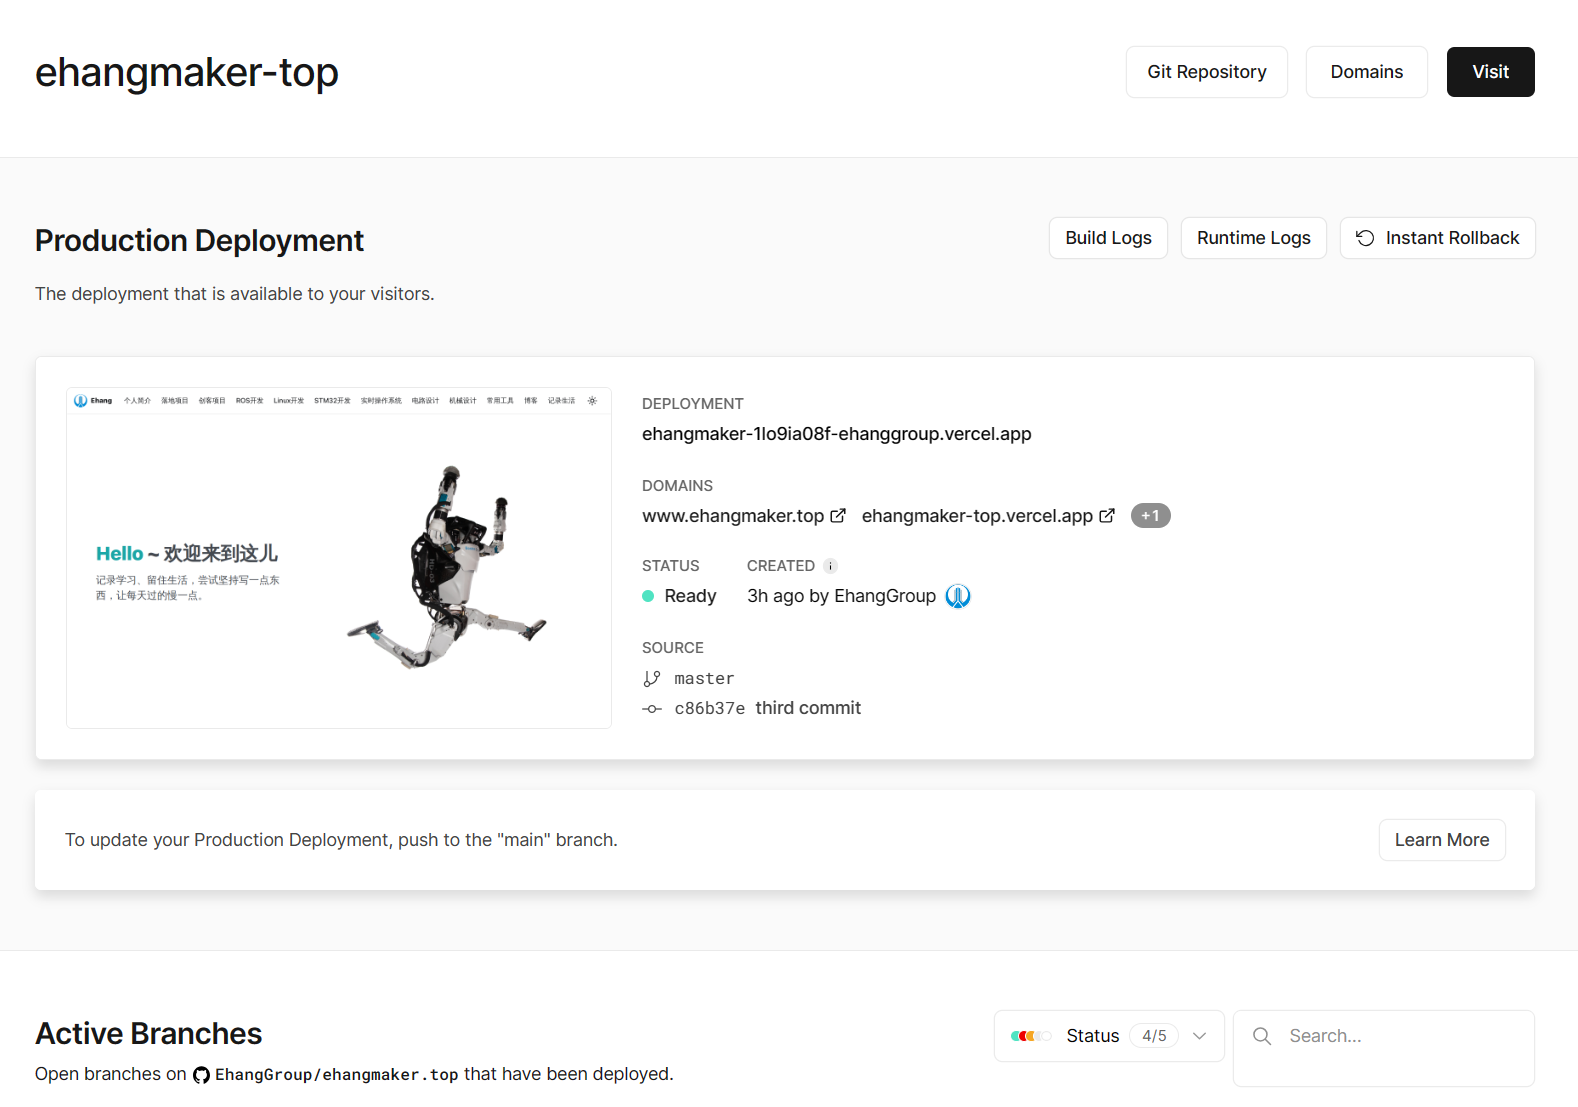 ehangmaker-top
Git Repository
Domains
Visit
Production Deployment
Build Logs
Runtime Logs
Instant Rollback
The deployment that is available to your visitors.
Ehang 个人简介 落地项目 创客项目 ROS开发 Linux开发 STM32开发 实时操作系统 电路设计 机械设计 常用工具 博客 记录生活
Hello ~ 欢迎来到这儿
记录学习、留住生活，尝试坚持写一点东
西，让每天过的慢一点。
DEPLOYMENT
ehangmaker-1lo9ia08f-ehanggroup.vercel.app
DOMAINS
www.ehangmaker.top ehangmaker-top.vercel.app +1
STATUS CREATED
Ready 3h ago by EhangGroup
SOURCE
master
c86b37e third commit
To update your Production Deployment, push to the "main" branch.
Learn More
Active Branches
Status 4/5
Search...
Open branches on EhangGroup/ehangmaker.top that have been deployed.